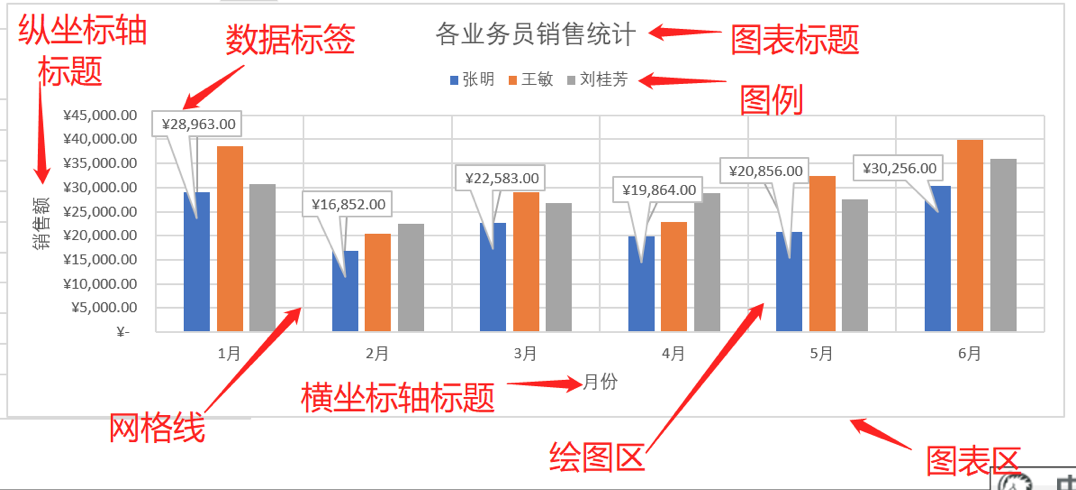 各业务员销售统计
图表标题
纵坐标轴
标题
数据标签
张明 王敏 刘桂芳
图例
¥45,000.00
¥40,000.00
¥35,000.00
¥30,000.00
¥25,000.00
¥20,000.00
¥15,000.00
¥10,000.00
¥5,000.00
¥-
销售额
¥28,963.00
¥16,852.00
¥22,583.00
¥19,864.00
¥20,856.00
¥30,256.00
1月 2月 3月 4月 5月 6月
月份
横坐标轴标题
网格线
绘图区
图表区